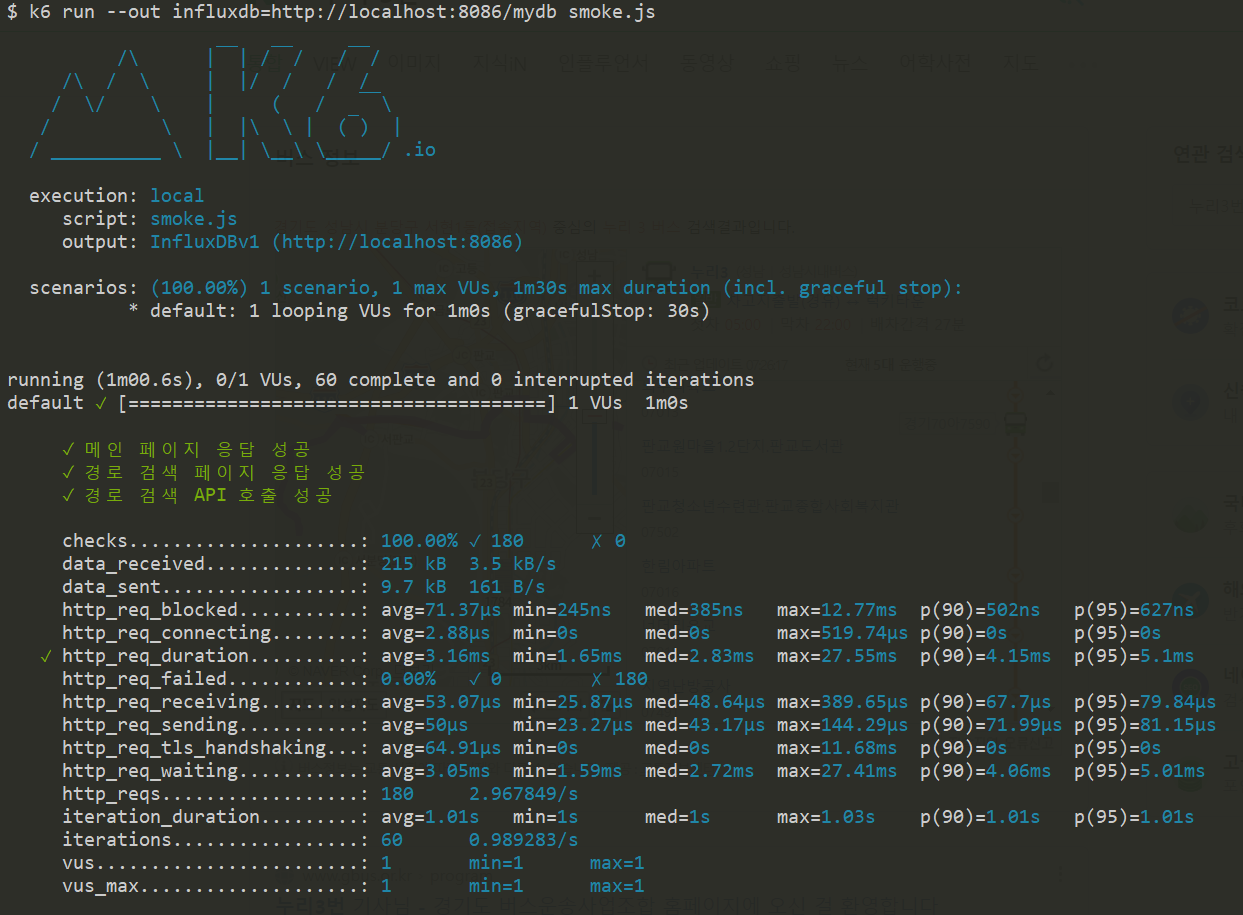 $ k6 run --out influxdb=http://localhost:8086/mydb smoke.js
.io
execution: local
script: smoke.js
output: InfluxDBv1 (http://localhost:8086)
scenarios: (100.00%) 1 scenario, 1 max VUs, 1m30s max duration (incl. graceful stop):
* default: 1 looping VUs for 1m0s (gracefulStop: 30s)
running (1m00.6s), 0/1 VUs, 60 complete and 0 interrupted iterations
default ✓ [======================================] 1 VUs  1m0s
✓ 메인 페이지 응답 성공
✓ 경로 검색 페이지 응답 성공
✓ 경로 검색 API 호출 성공
checks.....................: 100.00% ✓ 180 ✗ 0
data_received..............: 215 kB 3.5 kB/s
data_sent..................: 9.7 kB 161 B/s
http_req_blocked...........: avg=71.37µs min=245ns med=385ns max=12.77ms p(90)=502ns p(95)=627ns
http_req_connecting........: avg=2.88µs min=0s med=0s max=519.74µs p(90)=0s p(95)=0s
✓ http_req_duration..........: avg=3.16ms min=1.65ms med=2.83ms max=27.55ms p(90)=4.15ms p(95)=5.1ms
http_req_failed............: 0.00% ✓ 0 ✗ 180
http_req_receiving.........: avg=53.07µs min=25.87µs med=48.64µs max=389.65µs p(90)=67.7µs p(95)=79.84µs
http_req_sending...........: avg=50µs min=23.27µs med=43.17µs max=144.29µs p(90)=71.99µs p(95)=81.15µs
http_req_tls_handshaking...: avg=64.91µs min=0s med=0s max=11.68ms p(90)=0s p(95)=0s
http_req_waiting...........: avg=3.05ms min=1.59ms med=2.72ms max=27.41ms p(90)=4.06ms p(95)=5.01ms
http_reqs..................: 180 2.967849/s
iteration_duration.........: avg=1.01s min=1s med=1s max=1.03s p(90)=1.01s p(95)=1.01s
iterations.................: 60 0.989283/s
vus........................: 1 min=1 max=1
vus_max....................: 1 min=1 max=1